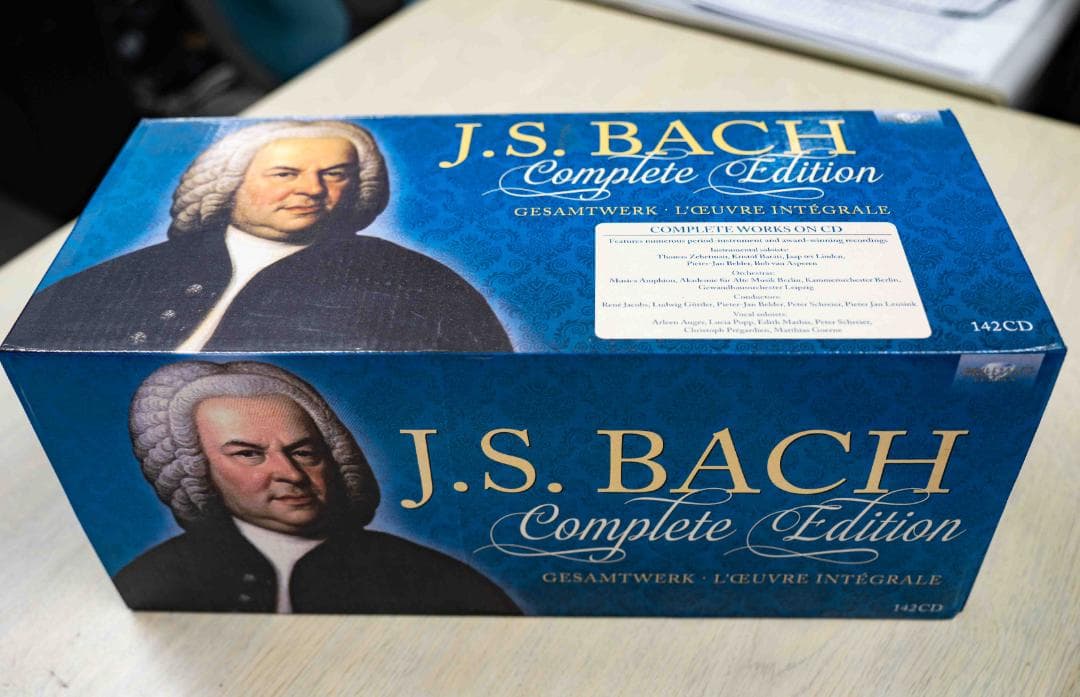 J.S. BACH
Complete Edition
GESAMTWERK · L'ŒUVRE INTÉGRALE
COMPLETE WORKS ON CD
Features numerous period-instrument and award-winning recordings
Instrumental soloists:
Thomas Zehetmair, Kristóf Baráti, Jaap ter Linden,
Pieter-Jan Belder, Bob van Asperen
Orchestras:
Musica Amphion, Akademie für Alte Musik Berlin, Kammerorchester Berlin,
Gewandhausorchester Leipzig
Conductors:
René Jacobs, Ludwig Güttler, Pieter-Jan Belder, Peter Schreier, Pieter Jan Leusink
Vocal soloists:
Arleen Auger, Lucia Popp, Edith Mathis, Peter Schreier,
Christoph Prégardien, Matthias Goerne
142CD
J.S. BACH
Complete Edition
GESAMTWERK · L'ŒUVRE INTÉGRALE
142CD